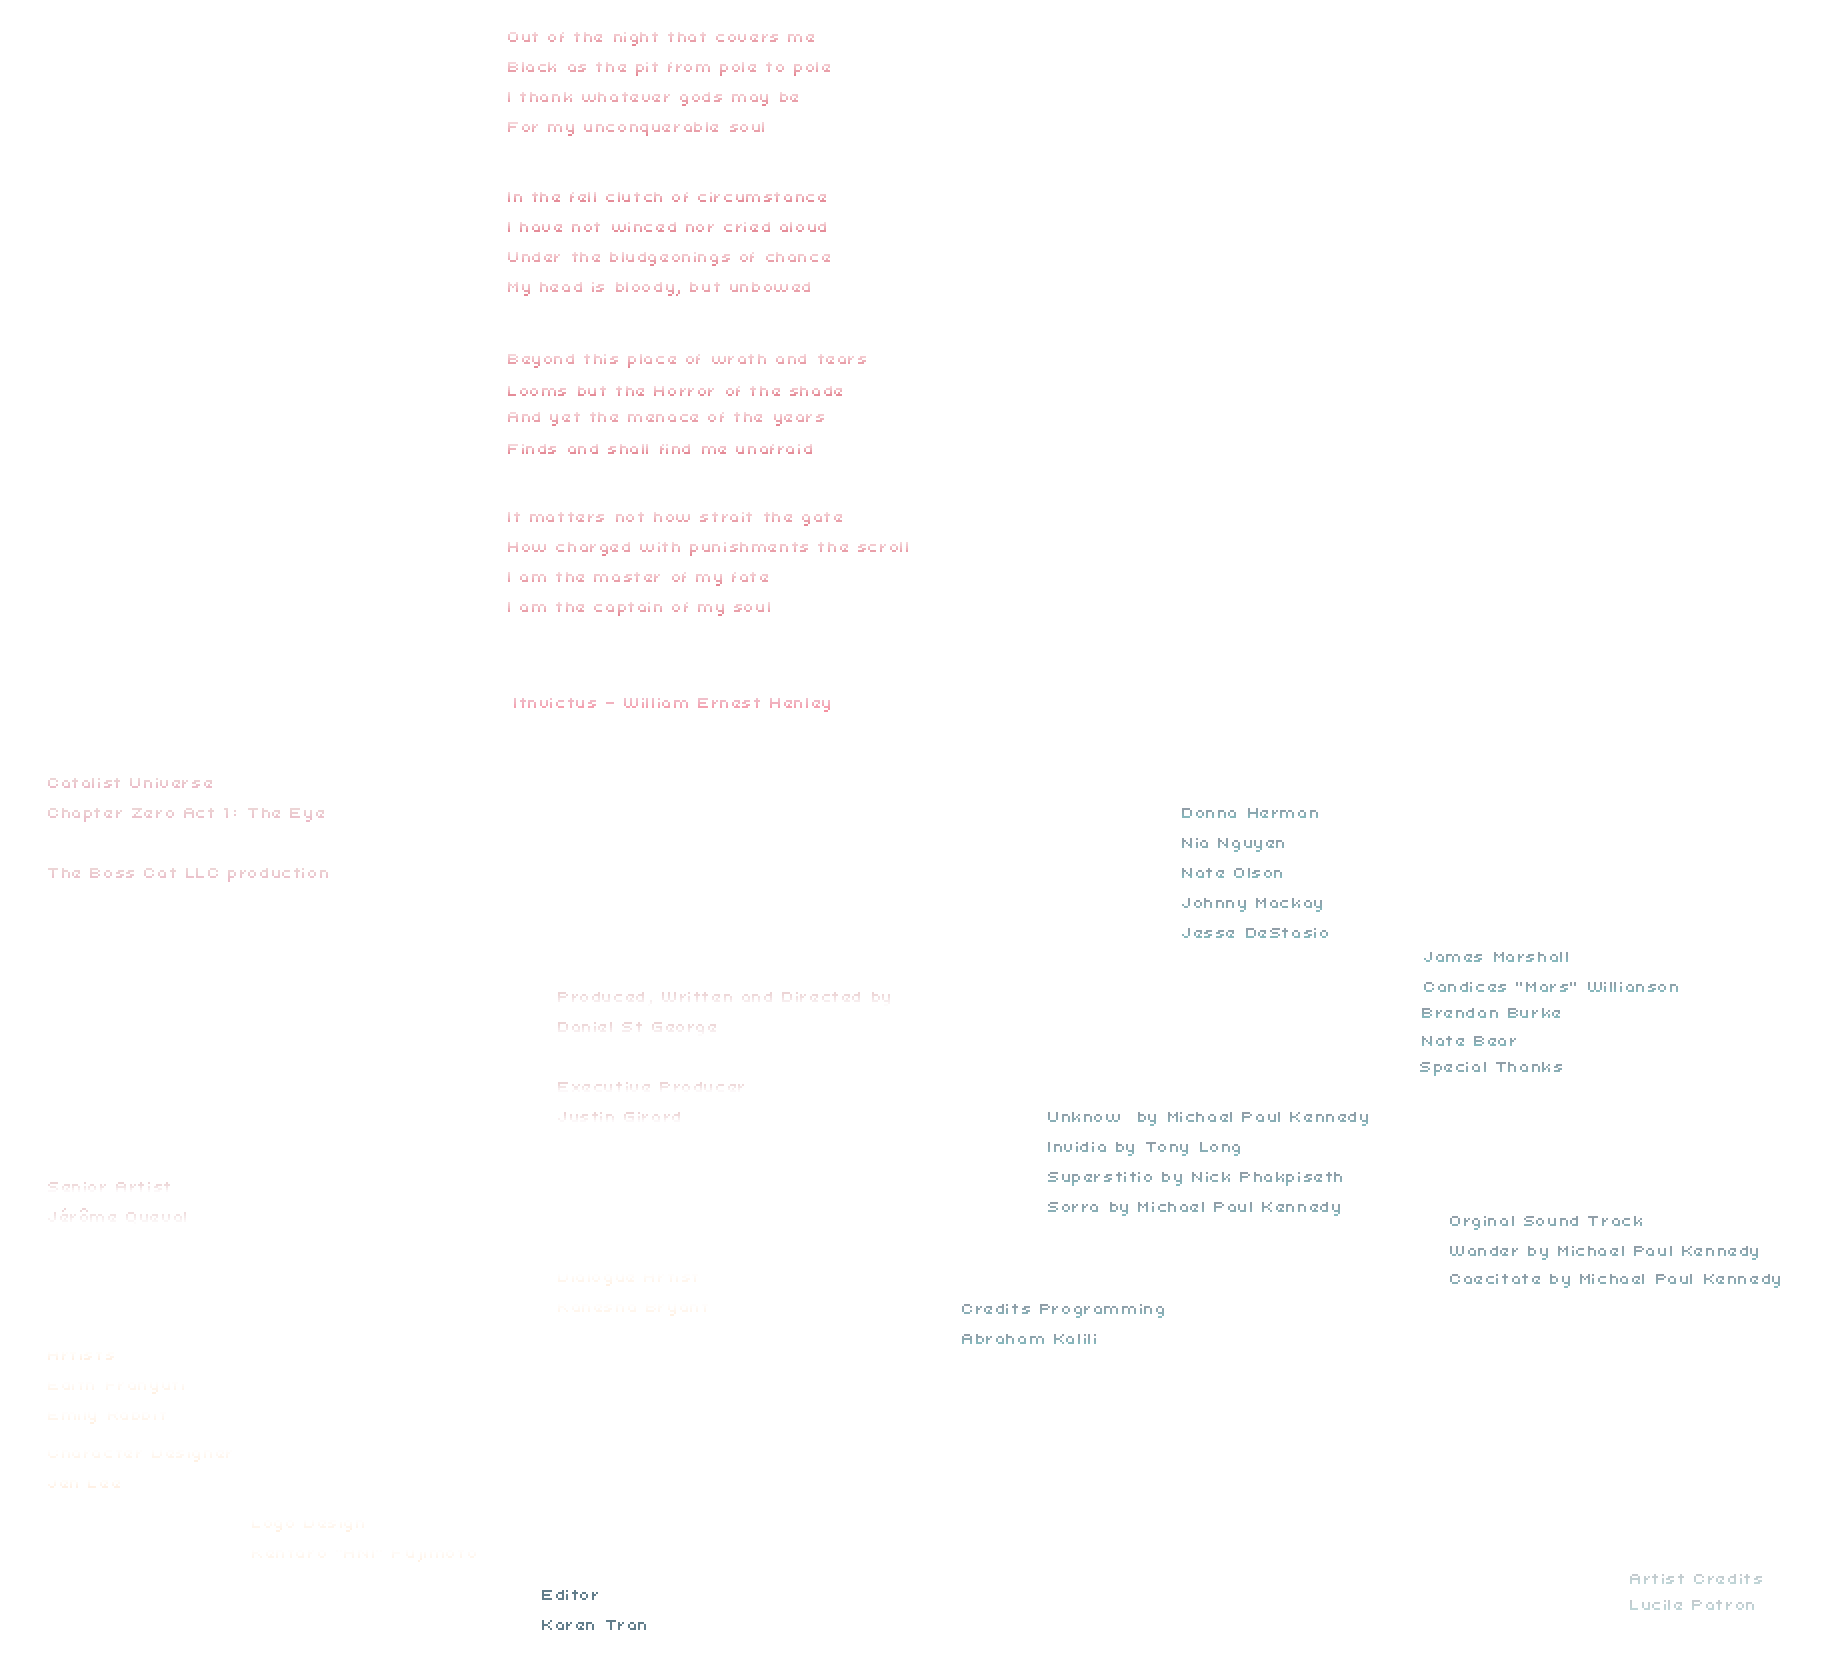 Out of the night that covers me
Black as the pit from pole to pole
I thank whatever gods may be
For my unconquerable soul
In the fell clutch of circumstance
I have not winced nor cried aloud
Under the bludgeonings of chance
My head is bloody, but unbowed
Beyond this place of wrath and tears
Looms but the Horror of the shade
And yet the menace of the years
Finds and shall find me unafraid
It matters not how strait the gate
How charged with punishments the scroll
I am the master of my fate
I am the captain of my soul
Itnvictus - William Ernest Henley
Catalist Universe
Chapter Zero Act 1: The Eye
The Boss Cat LLC production
Produced, Written and Directed by
Daniel St George
Executive Producer
Justin Girard
Senior Artist
Jérôme Queval
Dialogue Artist
Artists
Character Designer
Jen Lee
Logo Design
Editor
Karen Tran
Donna Herman
Nia Nguyen
Nate Olson
Johnny Mackay
Jesse DeStasio
James Marshall
Candices "Mars" Willianson
Brendan Burke
Nate Bear
Special Thanks
Unknow by Michael Paul Kennedy
Invidia by Tony Long
Superstitio by Nick Phakpiseth
Sorra by Michael Paul Kennedy
Orginal Sound Track
Wander by Michael Paul Kennedy
Caecitate by Michael Paul Kennedy
Credits Programming
Abraham Kalili
Artist Credits
Lucile Patron